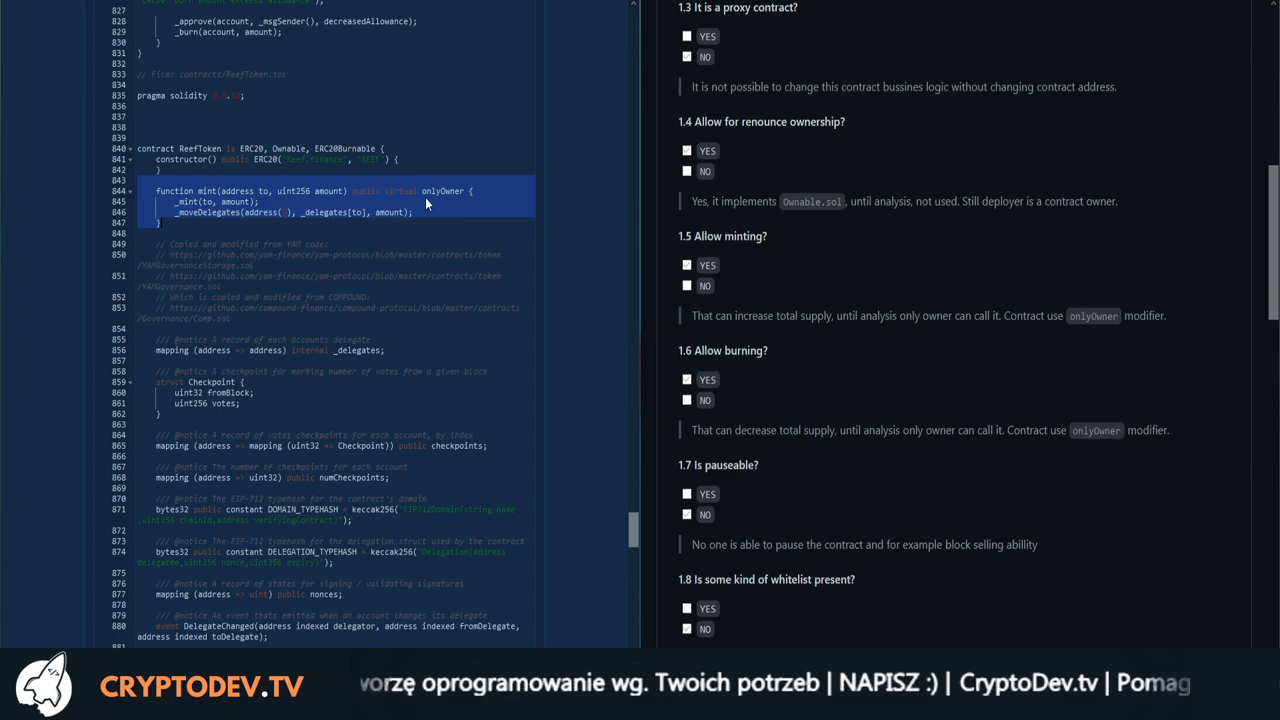 827
828 _approve(account, _msgSender(), decreasedAllowance);
829 _burn(account, amount);
830 }
831 }
832
833 // File: contracts/ReefToken.sol
834
835 pragma solidity
836
837
838
839
840 contract ReefToken is ERC20, Ownable, ERC20Burnable {
841 constructor() public ERC20("Reef.finance", "REEF") {
842 }
843
844 function mint(address to, uint256 amount) public virtual onlyOwner {
845 _mint(to, amount);
846 _moveDelegates(address(0), _delegates[to], amount);
847 }
848
849 // Copied and modified from YAM code:
850 // https://github.com/yam-finance/yam-protocol/blob/master/contracts/token
/YAMGovernanceStorage.sol
851 // https://github.com/yam-finance/yam-protocol/blob/master/contracts/token
/YAMGovernance.sol
852 // Which is copied and modified from COMPOUND:
853 // https://github.com/compound-finance/compound-protocol/blob/master/contracts
/Governance/Comp.sol
854
855 /// @notice A record of each accounts delegate
856 mapping (address => address) internal _delegates;
857
858 /// @notice A checkpoint for marking number of votes from a given block
859 struct Checkpoint {
860 uint32 fromBlock;
861 uint256 votes;
862 }
863
864 /// @notice A record of votes checkpoints for each account, by index
865 mapping (address => mapping (uint32 => Checkpoint)) public checkpoints;
866
867 /// @notice The number of checkpoints for each account
868 mapping (address => uint32) public numCheckpoints;
869
870 /// @notice The EIP-712 typehash for the contract's domain
871 bytes32 public constant DOMAIN_TYPEHASH = keccak256("EIP712Domain(string name
,uint256 chainId,address verifyingContract)");
872
873 /// @notice The EIP-712 typehash for the delegation struct used by the contract
874 bytes32 public constant DELEGATION_TYPEHASH = keccak256("Delegation(address
delegatee,uint256 nonce,uint256 expiry)");
875
876 /// @notice A record of states for signing / validating signatures
877 mapping (address => uint) public nonces;
878
879 /// @notice An event thats emitted when an account changes its delegate
880 event DelegateChanged(address indexed delegator, address indexed fromDelegate,
address indexed toDelegate);
1.3 It is a proxy contract?
YES
NO
It is not possible to change this contract bussines logic without changing contract address.
1.4 Allow for renounce ownership?
YES
NO
Yes, it implements Ownable.sol, until analysis, not used. Still deployer is a contract owner.
1.5 Allow minting?
YES
NO
That can increase total supply, until analysis only owner can call it. Contract use onlyOwner modifier.
1.6 Allow burning?
YES
NO
That can decrease total supply, until analysis only owner can call it. Contract use onlyOwner modifier.
1.7 Is pauseable?
YES
NO
No one is able to pause the contract and for example block selling abillity
1.8 Is some kind of whitelist present?
YES
NO
CRYPTODEV.TV
worzę oprogramowanie wg. Twoich potrzeb | NAPISZ :) | CryptoDev.tv | Pomag